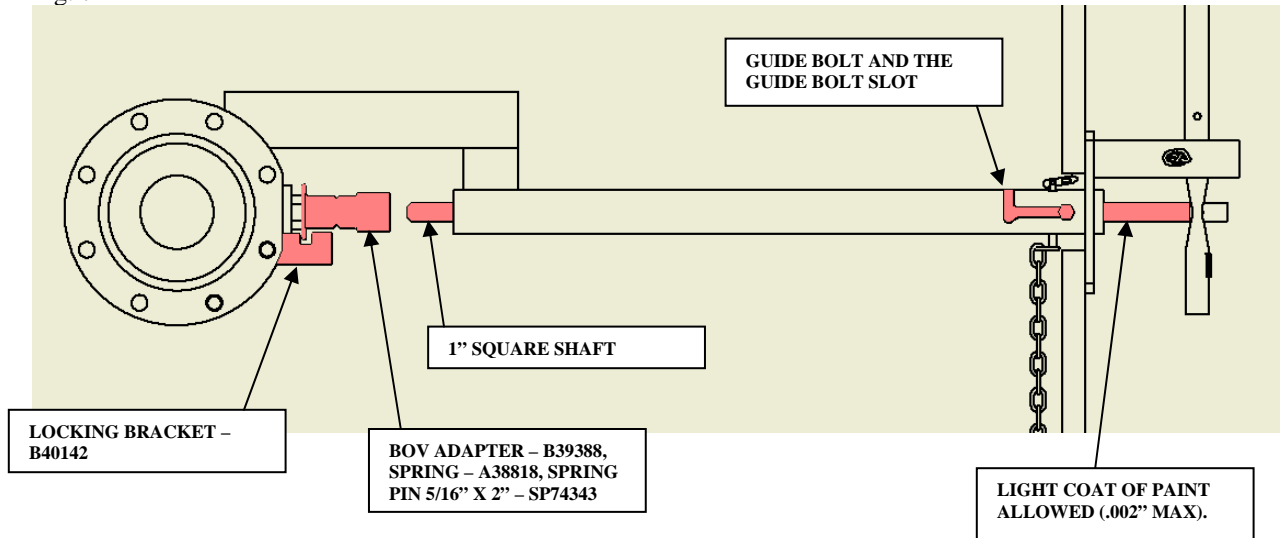 GUIDE BOLT AND THE
GUIDE BOLT SLOT
1” SQUARE SHAFT
LOCKING BRACKET –
B40142
BOV ADAPTER – B39388,
SPRING – A38818, SPRING
PIN 5/16” X 2” – SP74343
LIGHT COAT OF PAINT
ALLOWED (.002” MAX).